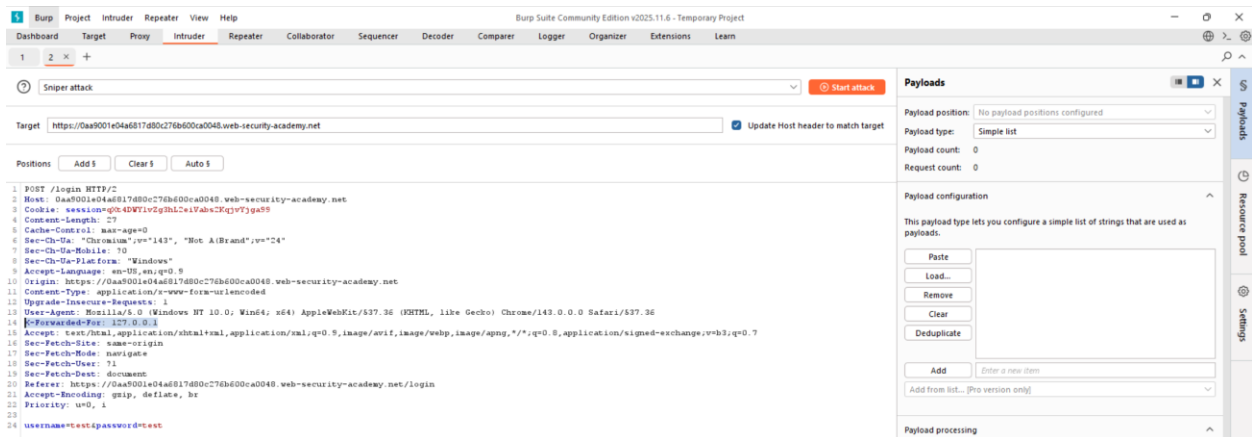 Burp Project Intruder Repeater View Help Burp Suite Community Edition v2025.11.6 - Temporary Project
Dashboard Target Proxy Intruder Repeater Collaborator Sequencer Decoder Comparer Logger Organizer Extensions Learn
1 2 × +
Sniper attack Start attack
Target https://0aa9001e04a6817d80c276b600ca0048.web-security-academy.net Update Host header to match target
Positions Add § Clear § Auto §
1 POST /login HTTP/2
2 Host: 0aa9001e04a6817d80c276b600ca0048.web-security-academy.net
3 Cookie:
4 Content-Length: 27
5 Cache-Control: max-age=0
6 Sec-Ch-Ua: "Chromium";v="143", "Not A(Brand";v="24"
7 Sec-Ch-Ua-Mobile: ?0
8 Sec-Ch-Ua-Platform: "Windows"
9 Accept-Language: en-US,en;q=0.9
10 Origin: https://0aa9001e04a6817d80c276b600ca0048.web-security-academy.net
11 Content-Type: application/x-www-form-urlencoded
12 Upgrade-Insecure-Requests: 1
13 User-Agent: Mozilla/5.0 (Windows NT 10.0; Win64; x64) AppleWebKit/537.36 (KHTML, like Gecko) Chrome/143.0.0.0 Safari/537.36
14 X-Forwarded-For: 127.0.0.1
15 Accept: text/html,application/xhtml+xml,application/xml;q=0.9,image/avif,image/webp,image/apng,*/*;q=0.8,application/signed-exchange;v=b3;q=0.7
16 Sec-Fetch-Site: same-origin
17 Sec-Fetch-Mode: navigate
18 Sec-Fetch-User: ?1
19 Sec-Fetch-Dest: document
20 Referer: https://0aa9001e04a6817d80c276b600ca0048.web-security-academy.net/login
21 Accept-Encoding: gzip, deflate, br
22 Priority: u=0, i
23
24 username=test&password=test
Payloads
Payload position: No payload positions configured
Payload type: Simple list
Payload count: 0
Request count: 0
Payload configuration
This payload type lets you configure a simple list of strings that are used as
payloads.
Paste
Load...
Remove
Clear
Deduplicate
Add Enter a new item
Add from list... [Pro version only]
Payload processing
Payloads
Resource pool
Settings